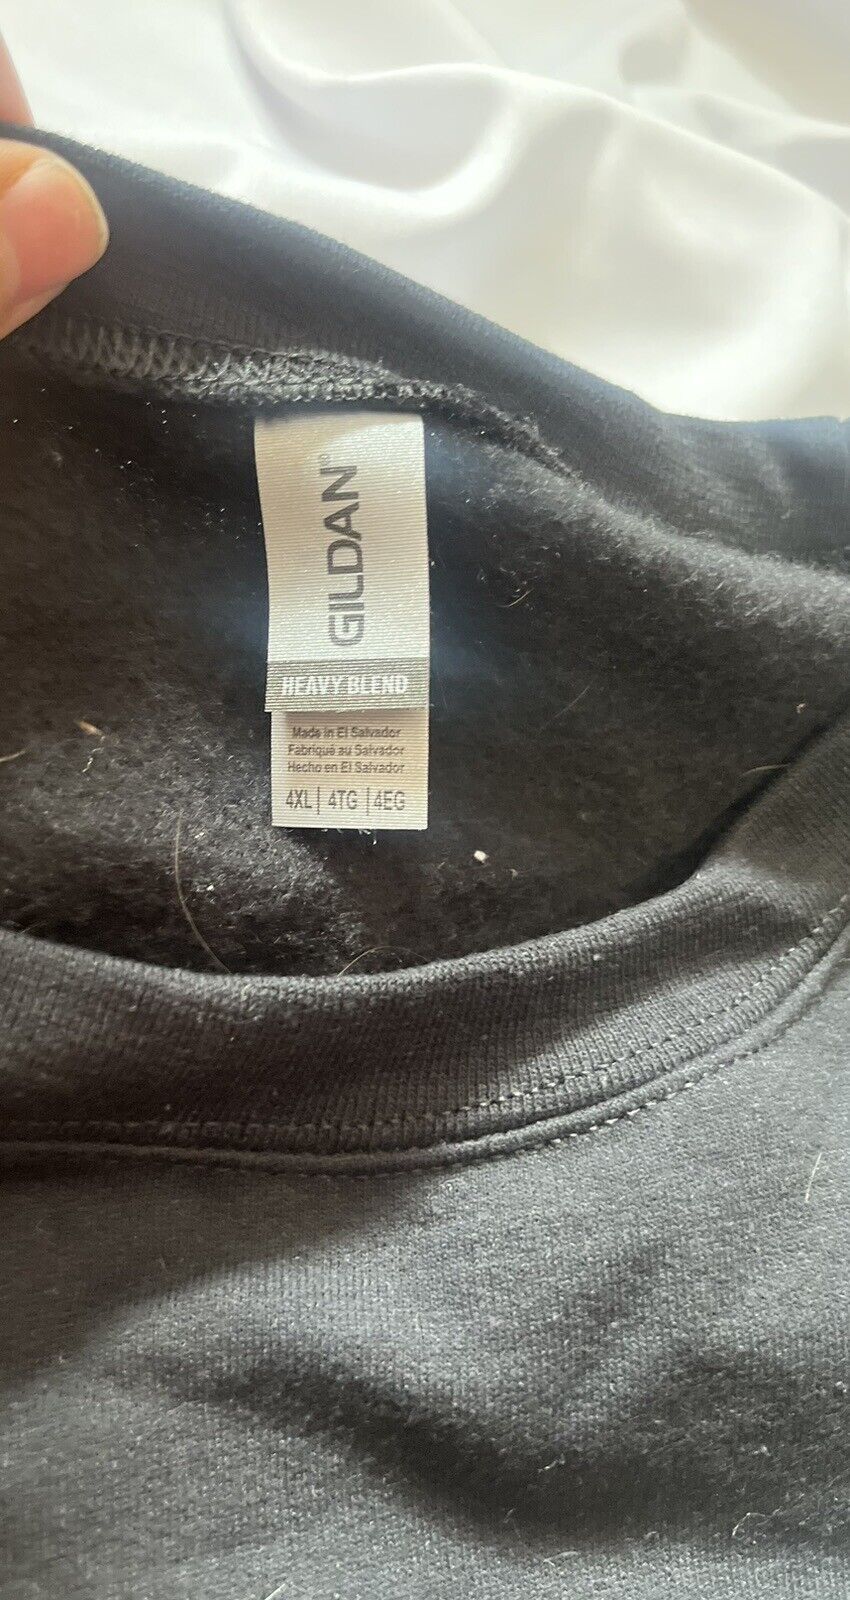 GILDAN®
HEAVY BLEND
Made in El Salvador
Fabriqué au Salvador
Hecho en El Salvador
4XL | 4TG | 4EG